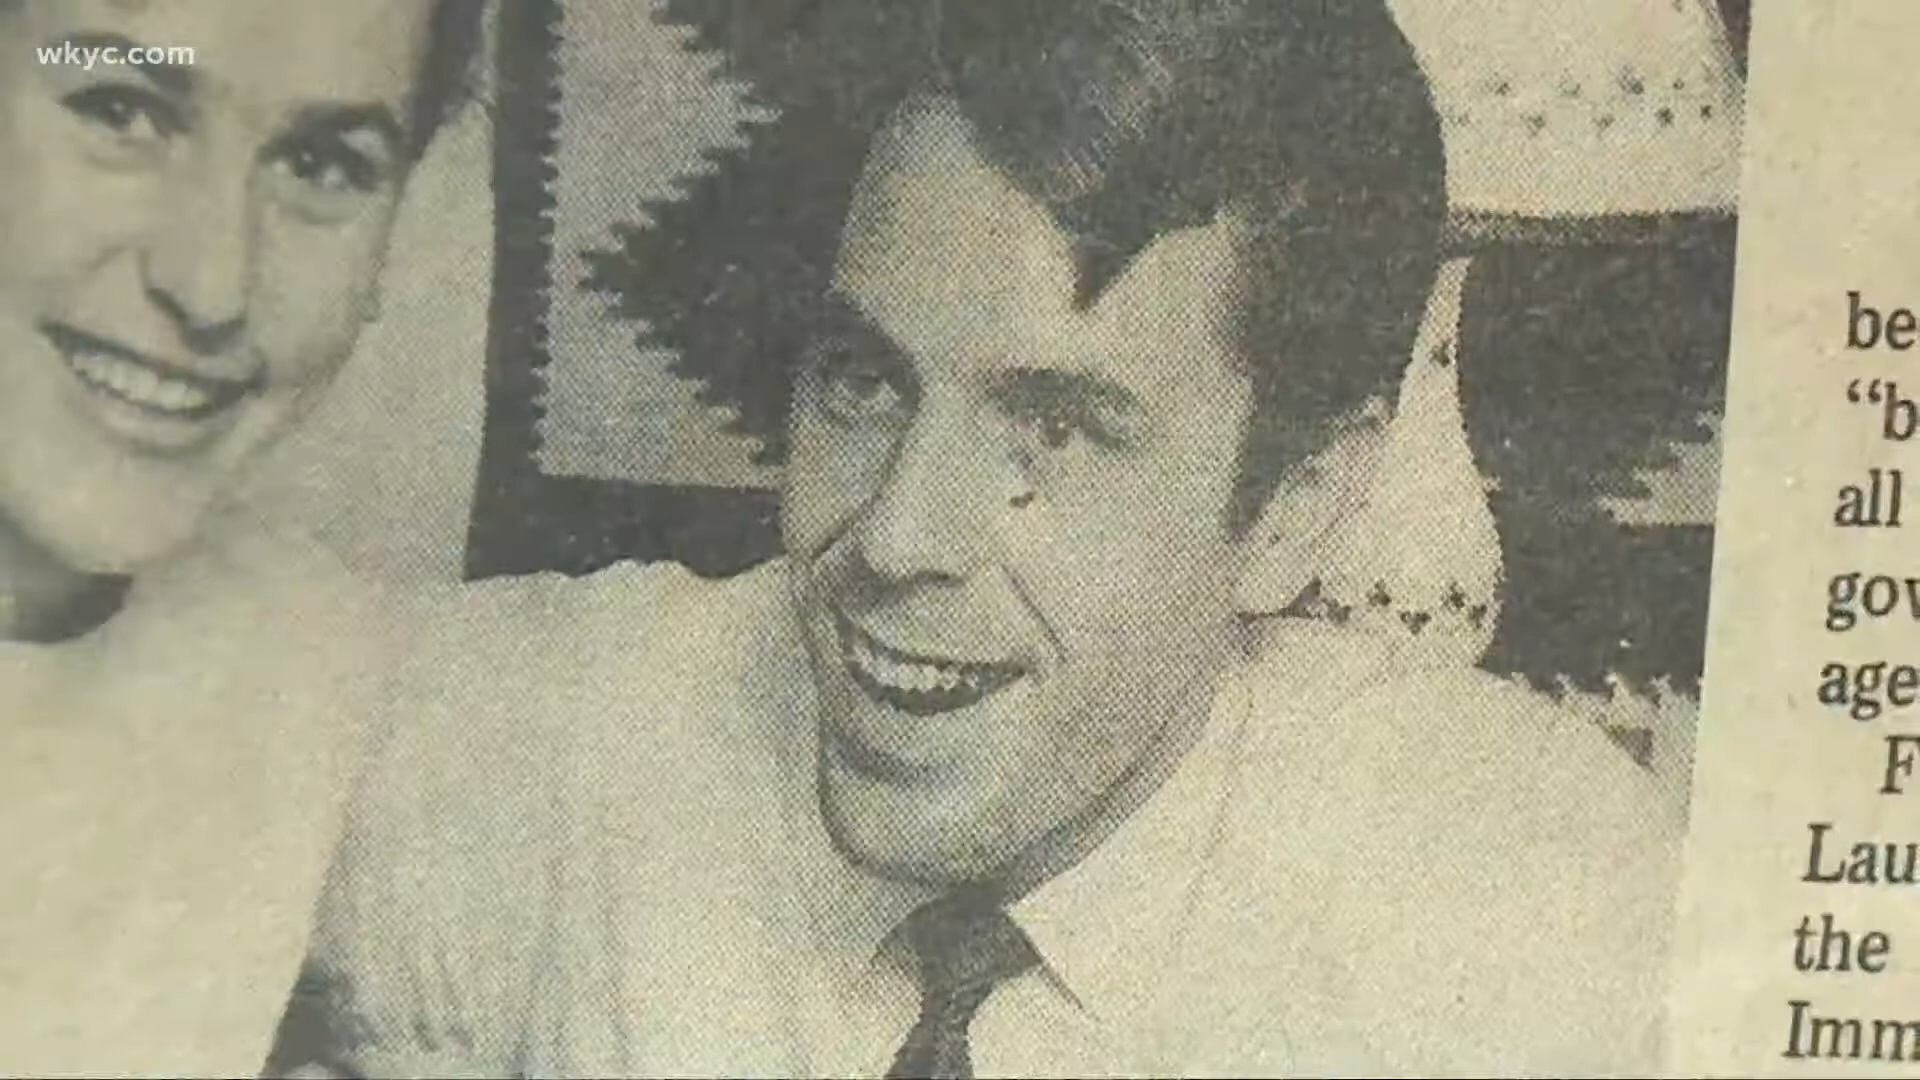 wkyc.com
be
“b
all
gov
age
F
Lau
the
Imm